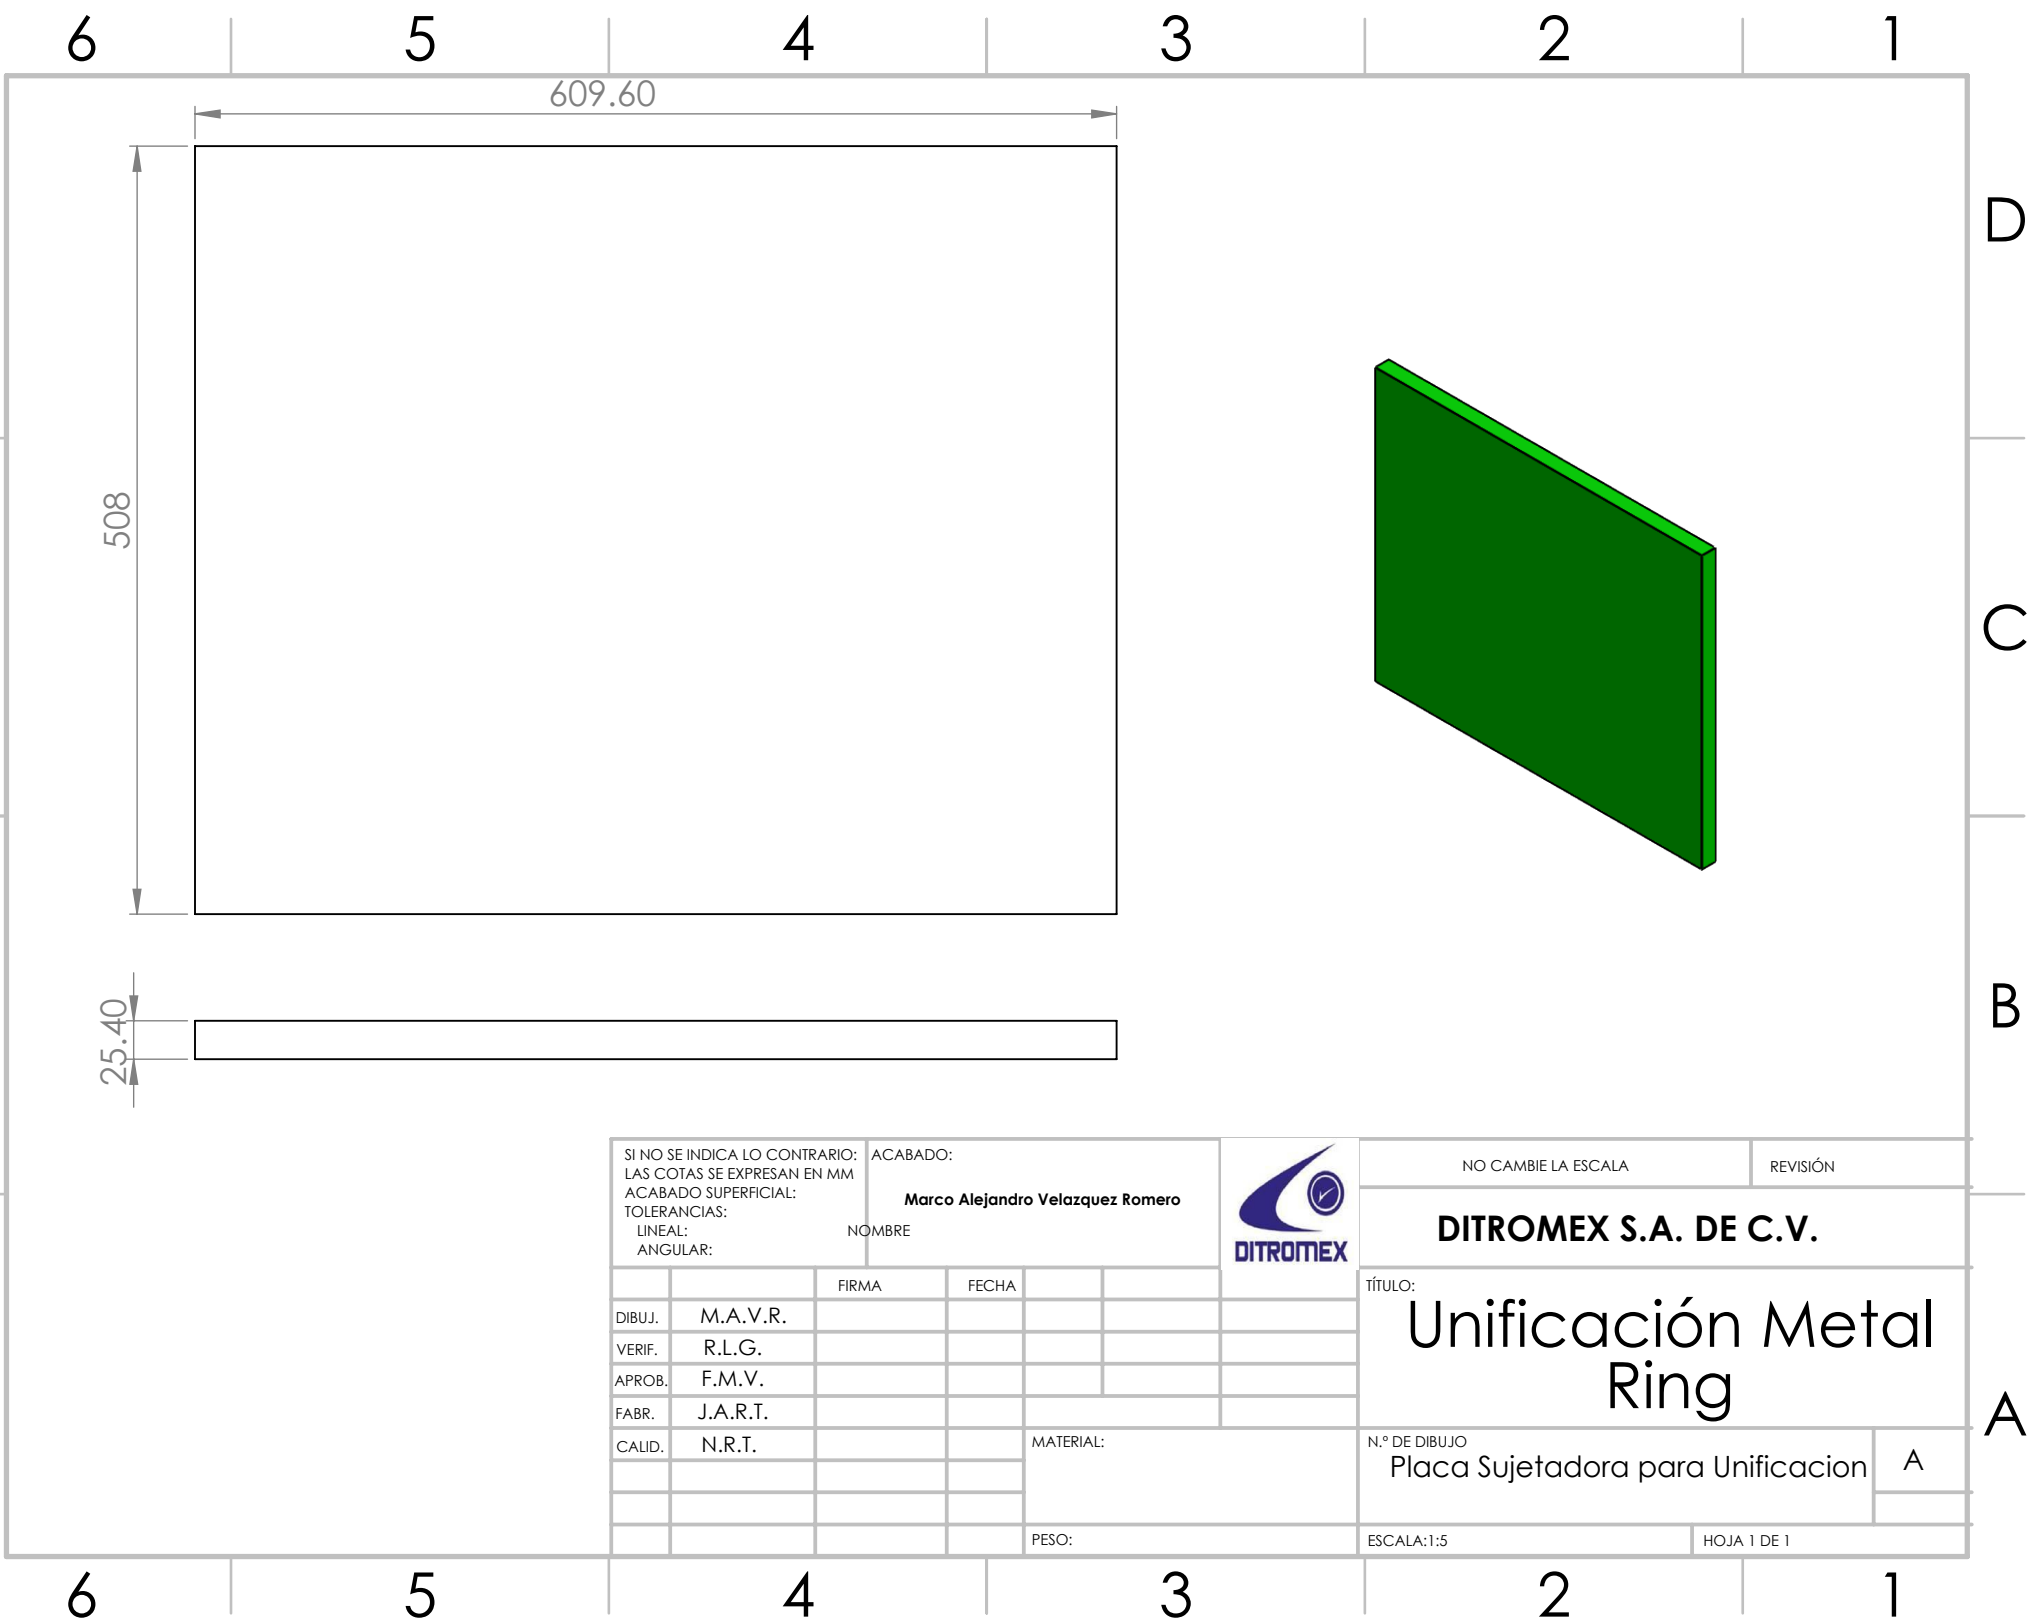 6 5 4 3 2 1
609.60
508
25.40
D
C
B
A
SI NO SE INDICA LO CONTRARIO:
LAS COTAS SE EXPRESAN EN MM
ACABADO SUPERFICIAL:
TOLERANCIAS:
LINEAL:
ANGULAR:
ACABADO:
Marco Alejandro Velazquez Romero
NOMBRE
DITROMEX
NO CAMBIE LA ESCALA
REVISIÓN
DITROMEX S.A. DE C.V.
FIRMA
FECHA
DIBUJ. M.A.V.R.
VERIF. R.L.G.
APROB. F.M.V.
FABR. J.A.R.T.
CALID. N.R.T.
TÍTULO:
Unificación Metal
Ring
MATERIAL:
N.º DE DIBUJO
Placa Sujetadora para Unificacion
A
PESO:
ESCALA:1:5
HOJA 1 DE 1
6 5 4 3 2 1